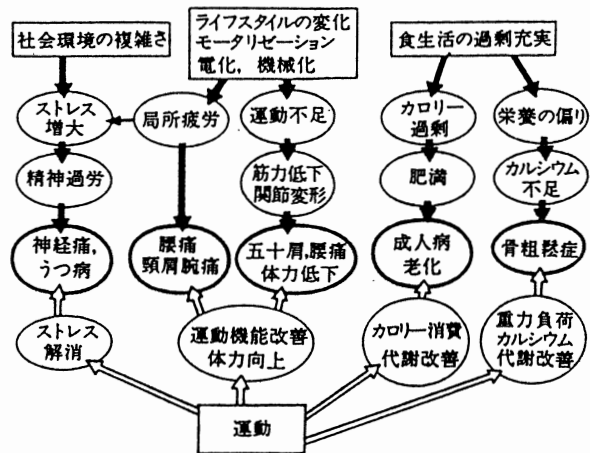 社会環境の複雑さ
ライフスタイルの変化
モータリゼーション
電化，機械化
食生活の過剰充実
ストレス
増大
局所疲労
運動不足
カロリー
過剰
栄養の偏り
精神過労
筋力低下
関節変形
肥満
カルシウム
不足
神経痛，
うつ病
腰痛
頸肩腕痛
五十肩，腰痛
体力低下
成人病
老化
骨粗鬆症
ストレス
解消
運動機能改善
体力向上
カロリー消費
代謝改善
重力負荷
カルシウム
代謝改善
運動